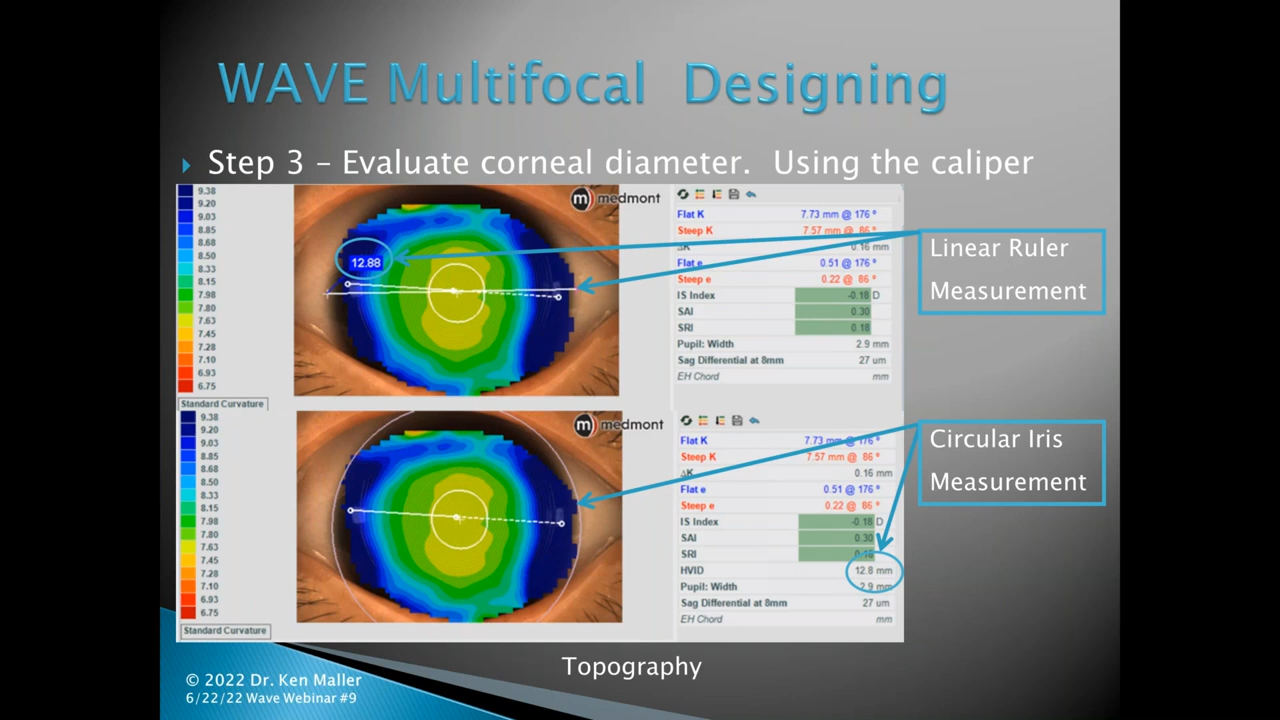 WAVE Multifocal Designing
Step 3 – Evaluate corneal diameter. Using the caliper
9.38
9.20
9.03
8.85
8.68
8.50
8.33
8.15
7.98
7.80
7.63
7.45
7.28
7.10
6.93
6.75
Standard Curvature
12.88
m medmont
Flat K 7.73 mm @ 176 °
Steep K 7.57 mm @ 86 °
ΔK 0.16 mm
Flat e 0.51 @ 176 °
Steep e 0.22 @ 86 °
IS Index -0.18 D
SAI 0.30
SRI 0.18
Pupil: Width 2.9 mm
Sag Differential at 8mm 27 um
EH Chord mm
Linear Ruler
Measurement
9.38
9.20
9.03
8.85
8.68
8.50
8.33
8.15
7.98
7.80
7.63
7.45
7.28
7.10
6.93
6.75
Standard Curvature
m medmont
Flat K 7.73 mm @ 176 °
Steep K 7.57 mm @ 86 °
ΔK 0.16 mm
Flat e 0.51 @ 176 °
Steep e 0.22 @ 86 °
IS Index -0.18 D
SAI 0.30
SRI 0.18
HVID 12.8 mm
Pupil: Width 2.9 mm
Sag Differential at 8mm 27 um
EH Chord mm
Circular Iris
Measurement
Topography
© 2022 Dr. Ken Maller
6/22/22 Wave Webinar #9